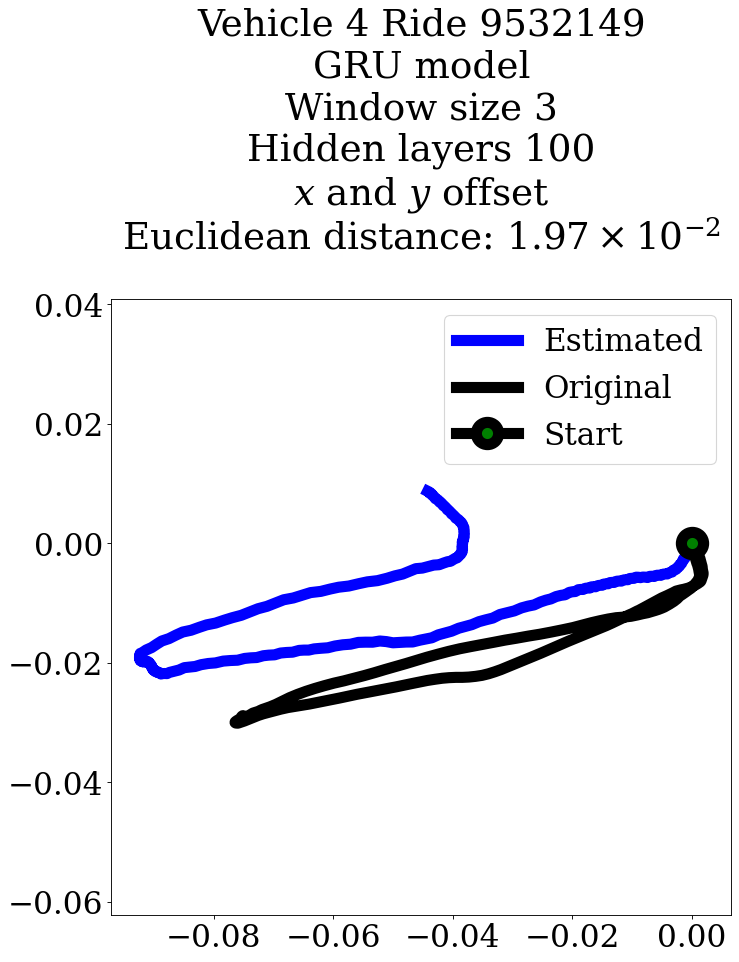 Vehicle 4 Ride 9532149
GRU model
Window size 3
Hidden layers 100
x and y offset
Euclidean distance: 1.97 × 10⁻²
0.04
0.02
0.00
−0.02
−0.04
−0.06
Estimated
Original
Start
−0.08 −0.06 −0.04 −0.02 0.00